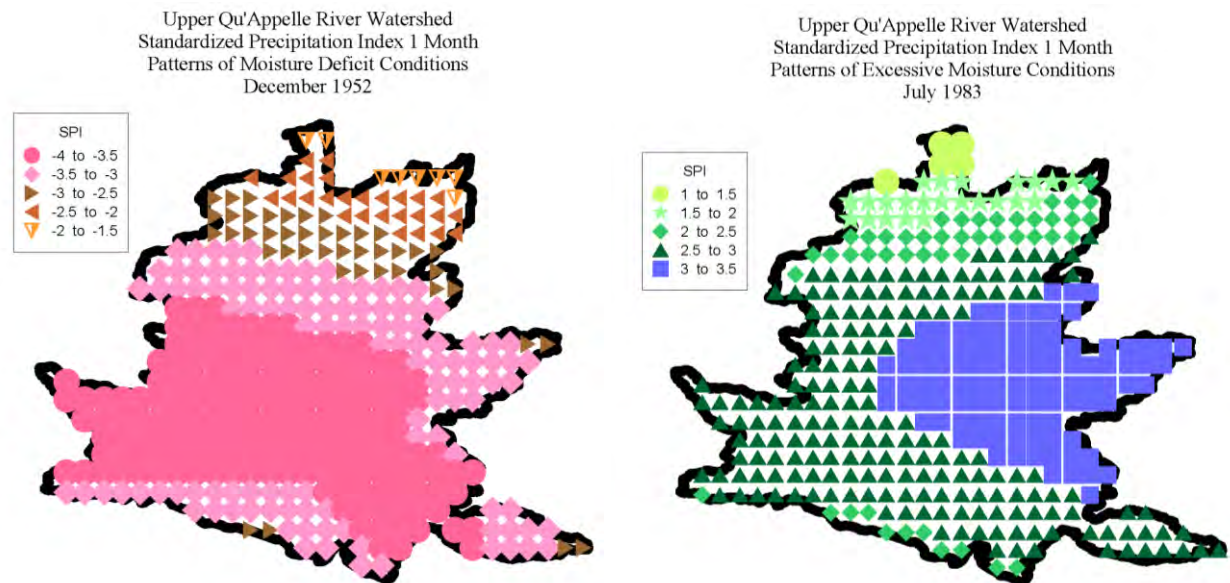 Upper Qu'Appelle River Watershed
Standardized Precipitation Index 1 Month
Patterns of Moisture Deficit Conditions
December 1952
SPI
-4 to -3.5
-3.5 to -3
-3 to -2.5
-2.5 to -2
-2 to -1.5
Upper Qu'Appelle River Watershed
Standardized Precipitation Index 1 Month
Patterns of Excessive Moisture Conditions
July 1983
SPI
1 to 1.5
1.5 to 2
2 to 2.5
2.5 to 3
3 to 3.5